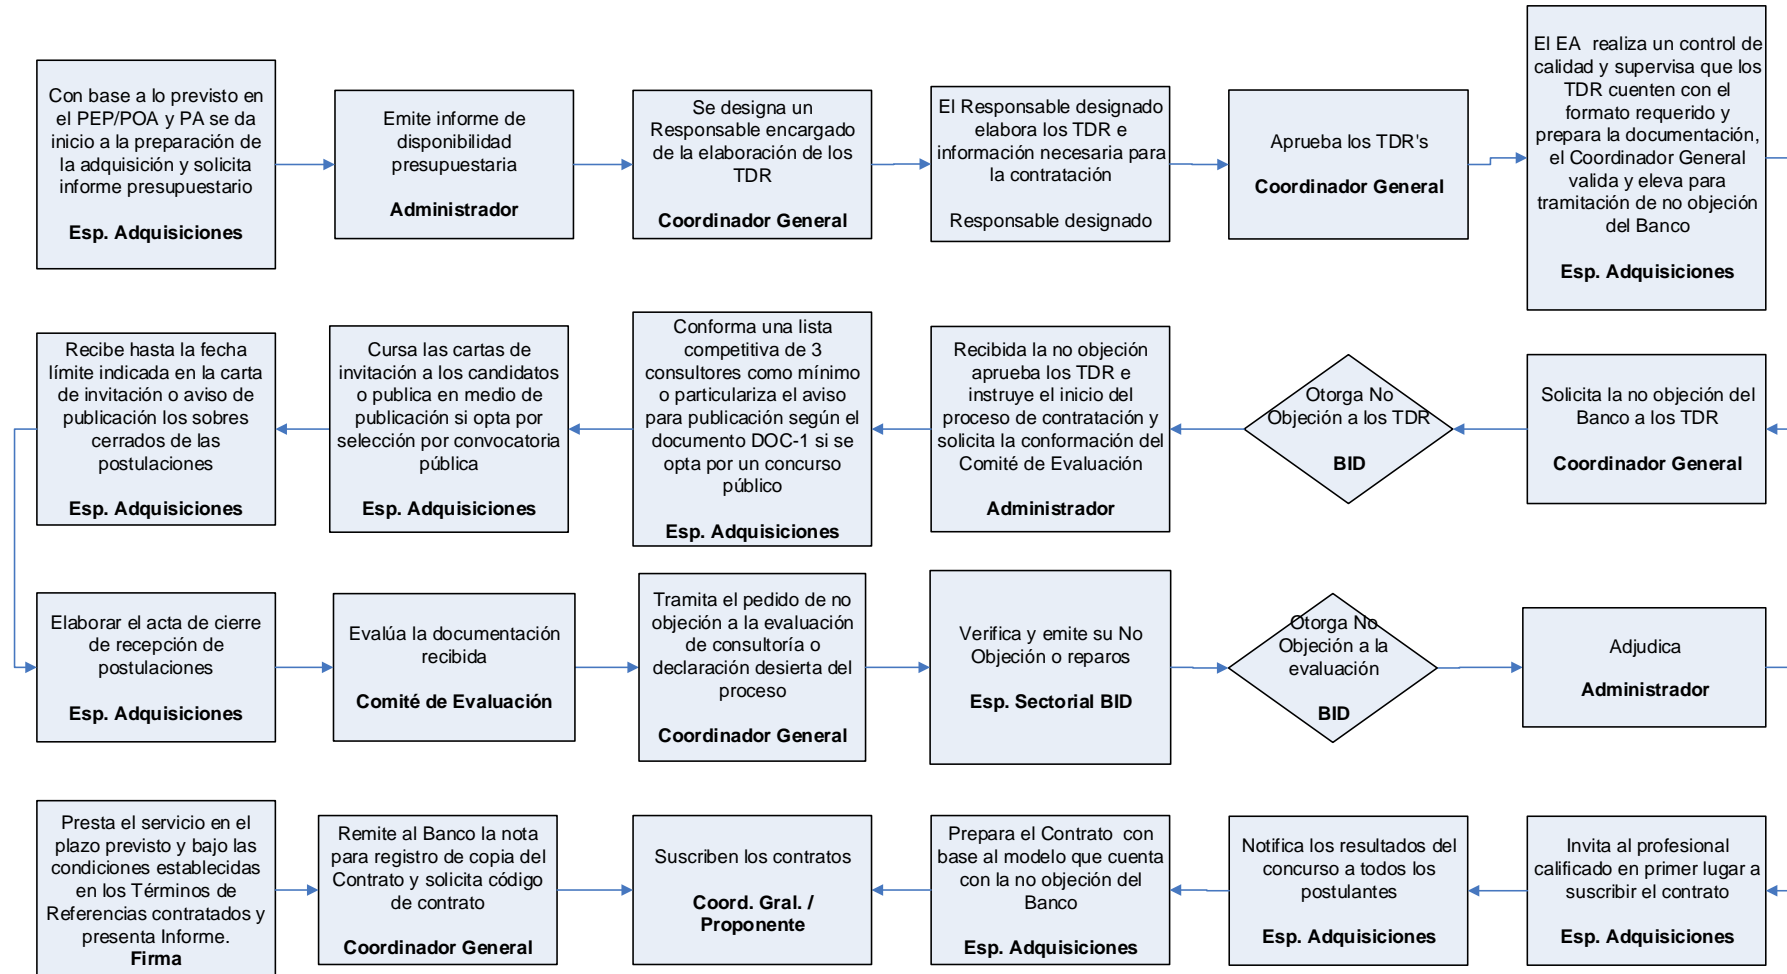 Con base a lo previsto en
el PEP/POA y PA se da
inicio a la preparación de
la adquisición y solicita
informe presupuestario
Esp. Adquisiciones
Emite informe de
disponibilidad
presupuestaria
Administrador
Se designa un
Responsable encargado
de la elaboración de los
TDR
Coordinador General
El Responsable designado
elabora los TDR e
información necesaria para
la contratación
Responsable designado
Aprueba los TDR's
Coordinador General
El EA realiza un control de
calidad y supervisa que los
TDR cuenten con el
formato requerido y
prepara la documentación,
el Coordinador General
valida y eleva para
tramitación de no objeción
del Banco
Esp. Adquisiciones
Solicita la no objeción del
Banco a los TDR
Coordinador General
Otorga No
Objeción a los TDR
BID
Recibida la no objeción
aprueba los TDR e
instruye el inicio del
proceso de contratación y
solicita la conformación del
Comité de Evaluación
Administrador
Conforma una lista
competitiva de 3
consultores como mínimo
o particulariza el aviso
para publicación según el
documento DOC-1 si se
opta por un concurso
público
Esp. Adquisiciones
Cursa las cartas de
invitación a los candidatos
o publica en medio de
publicación si opta por
selección por convocatoria
pública
Esp. Adquisiciones
Recibe hasta la fecha
límite indicada en la carta
de invitación o aviso de
publicación los sobres
cerrados de las
postulaciones
Esp. Adquisiciones
Elaborar el acta de cierre
de recepción de
postulaciones
Esp. Adquisiciones
Evalúa la documentación
recibida
Comité de Evaluación
Tramita el pedido de no
objeción a la evaluación
de consultoría o
declaración desierta del
proceso
Coordinador General
Verifica y emite su No
Objeción o reparos
Esp. Sectorial BID
Otorga No
Objeción a la
evaluación
BID
Adjudica
Administrador
Invita al profesional
calificado en primer lugar a
suscribir el contrato
Esp. Adquisiciones
Notifica los resultados del
concurso a todos los
postulantes
Esp. Adquisiciones
Prepara el Contrato con
base al modelo que cuenta
con la no objeción del
Banco
Esp. Adquisiciones
Suscriben los contratos
Coord. Gral. /
Proponente
Remite al Banco la nota
para registro de copia del
Contrato y solicita código
de contrato
Coordinador General
Presta el servicio en el
plazo previsto y bajo las
condiciones establecidas
en los Términos de
Referencias contratados y
presenta Informe.
Firma